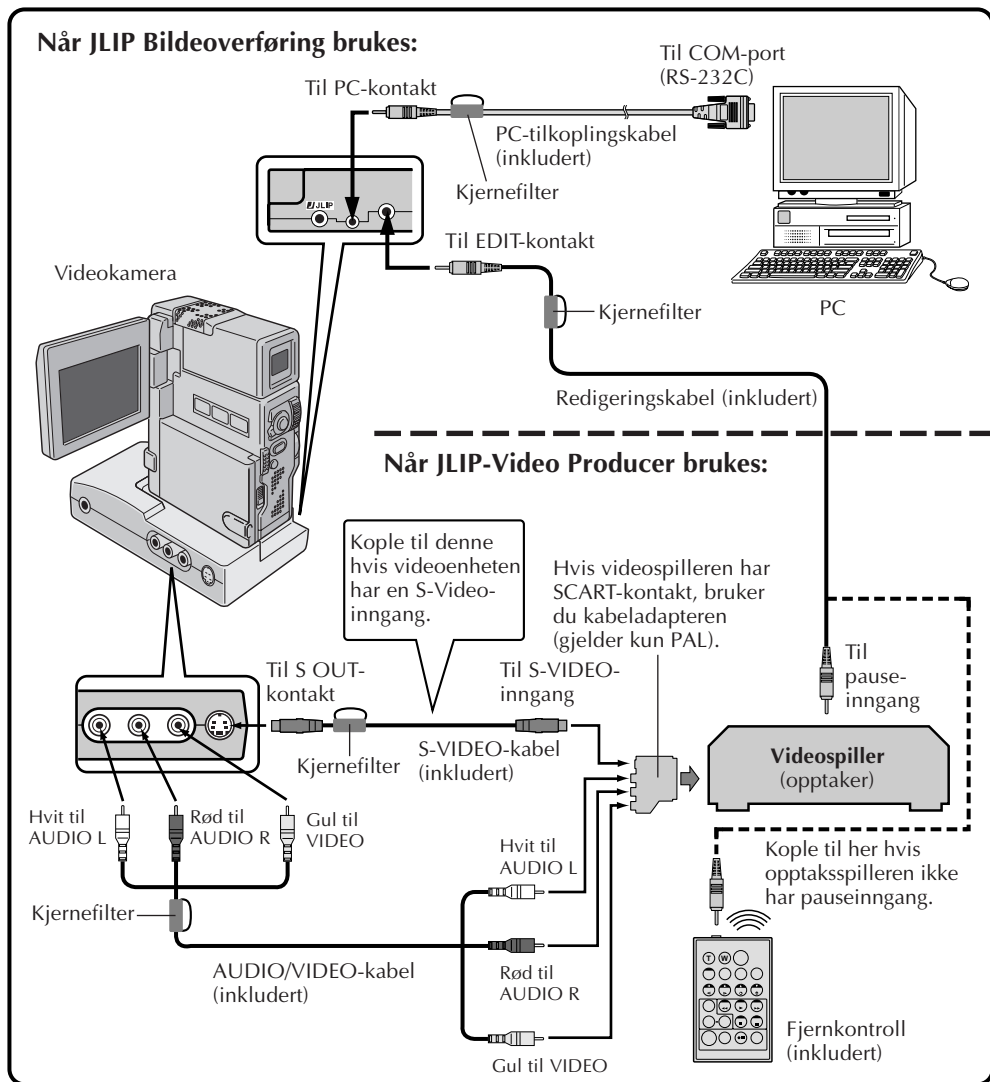 Når JLIP Bildeoverføring brukes:
Til COM-port
(RS-232C)
Til PC-kontakt
PC-tilkoplingskabel
(inkludert)
Kjernefilter
JLIP
Til EDIT-kontakt
Videokamera
Kjernefilter
PC
Redigeringskabel (inkludert)
Når JLIP-Video Producer brukes:
Kople til denne
hvis videoenheten
har en S-Video-
inngang.
Hvis videospilleren har
SCART-kontakt, bruker
du kabeladapteren
(gjelder kun PAL).
Til
pause-
inngang
Til S OUT-
kontakt
Til S-VIDEO-
inngang
Kjernefilter
S-VIDEO-kabel
(inkludert)
Videospiller
(opptaker)
Hvit til
AUDIO L
Rød til
AUDIO R
Gul til
VIDEO
Hvit til
AUDIO L
Kople til her hvis
opptaksspilleren ikke
har pauseinngang.
Kjernefilter
AUDIO/VIDEO-kabel
(inkludert)
Rød til
AUDIO R
T W
Fjernkontroll
(inkludert)
Gul til VIDEO